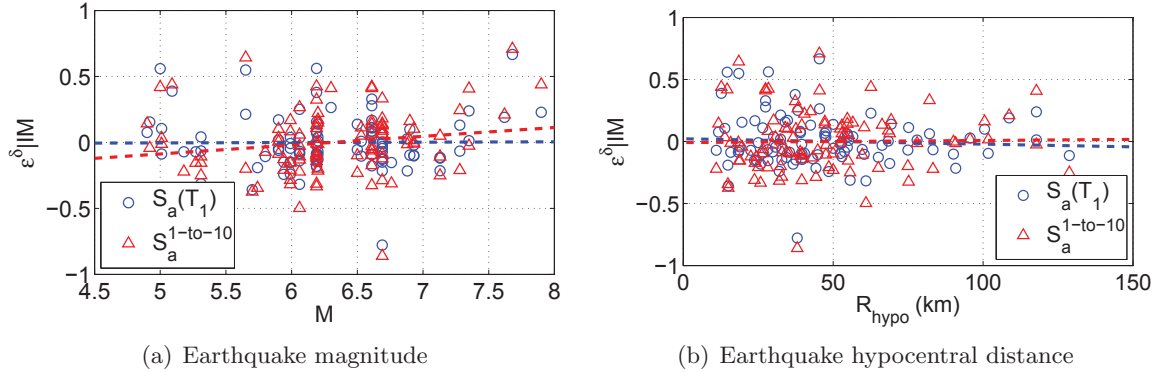 1
0.5
0
−0.5
−1
ε^δ|IM
4.5 5 5.5 6 6.5 7 7.5 8
M
S_a(T_1)
S_a^{1−to−10}
(a) Earthquake magnitude
1
0.5
0
−0.5
−1
ε^δ|IM
0 50 100 150
R_hypo (km)
S_a(T_1)
S_a^{1−to−10}
(b) Earthquake hypocentral distance